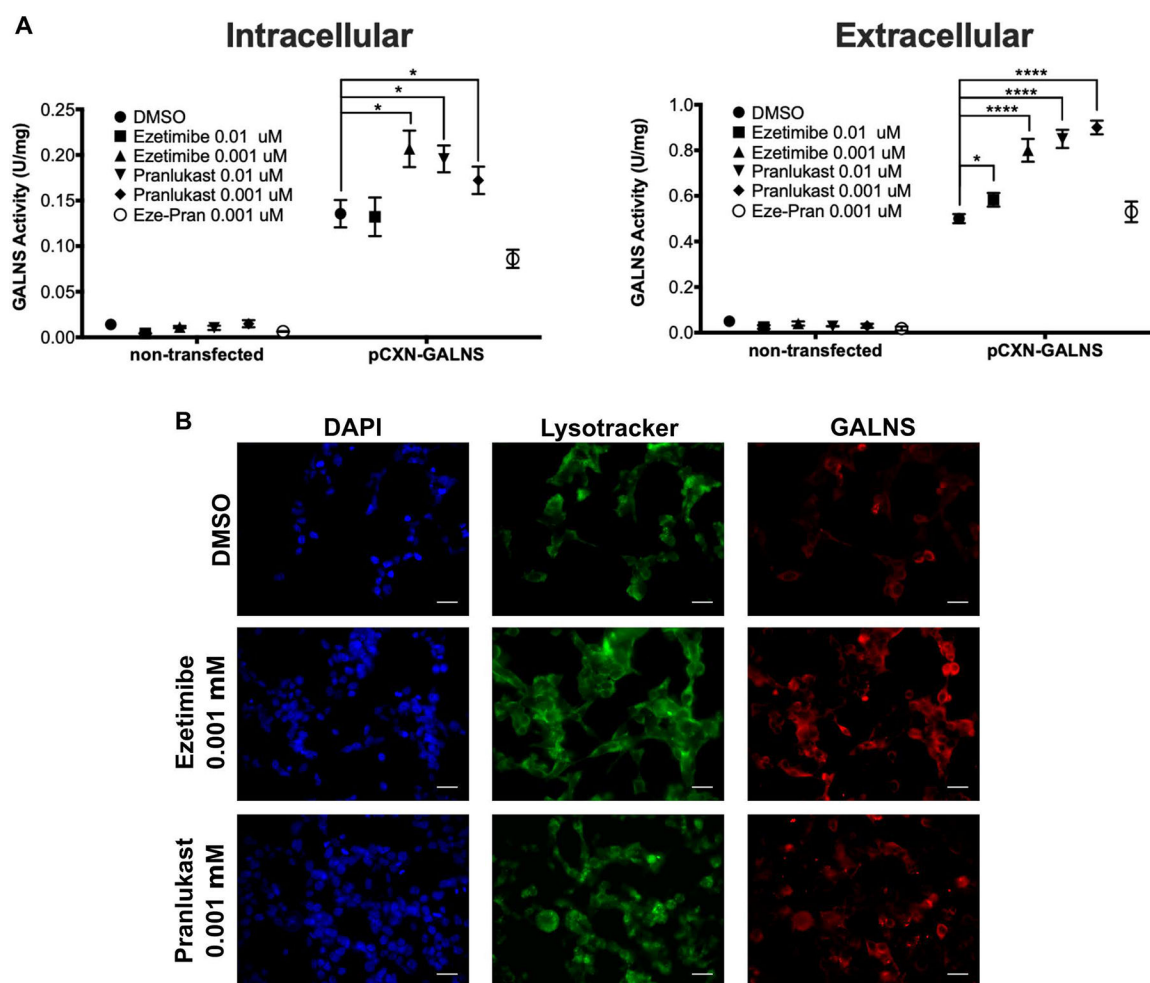 A
Intracellular
GALNS Activity (U/mg)
0.25
0.20
0.15
0.10
0.05
0.00
DMSO
Ezetimibe 0.01 uM
Ezetimibe 0.001 uM
Pranlukast 0.01 uM
Pranlukast 0.001 uM
Eze-Pran 0.001 uM
*
*
*
non-transfected
pCXN-GALNS
Extracellular
GALNS Activity (U/mg)
1.0
0.8
0.6
0.4
0.2
0.0
DMSO
Ezetimibe 0.01 uM
Ezetimibe 0.001 uM
Pranlukast 0.01 uM
Pranlukast 0.001 uM
Eze-Pran 0.001 uM
****
****
****
*
non-transfected
pCXN-GALNS
B
DAPI
Lysotracker
GALNS
DMSO
Ezetimibe
0.001 mM
Pranlukast
0.001 mM